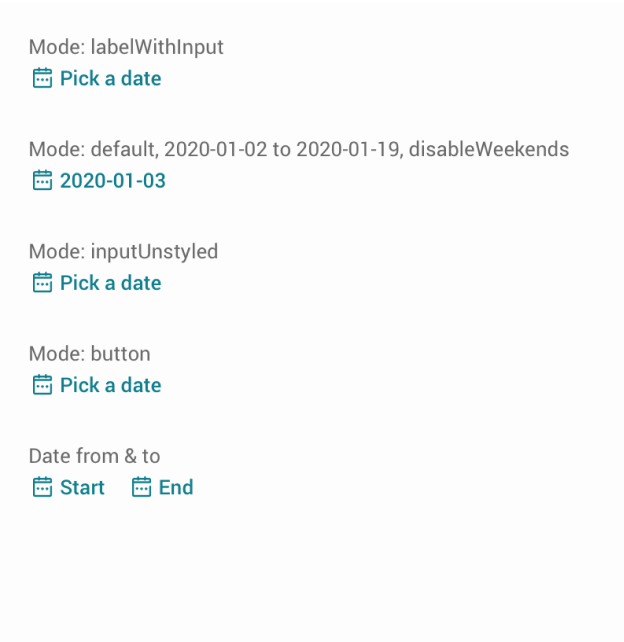 Mode: labelWithInput
Pick a date
Mode: default, 2020-01-02 to 2020-01-19, disableWeekends
2020-01-03
Mode: inputUnstyled
Pick a date
Mode: button
Pick a date
Date from & to
Start End